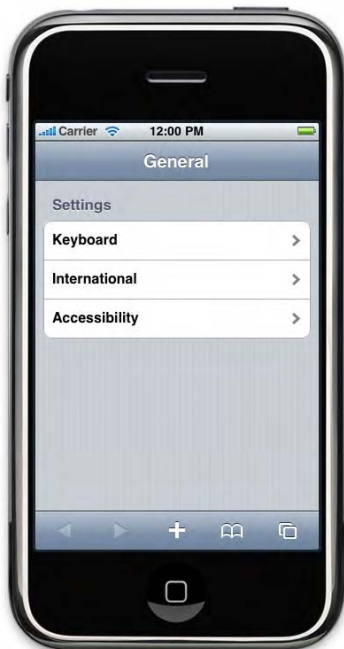 Carrier 12:00 PM
General
Settings
Keyboard
International
Accessibility